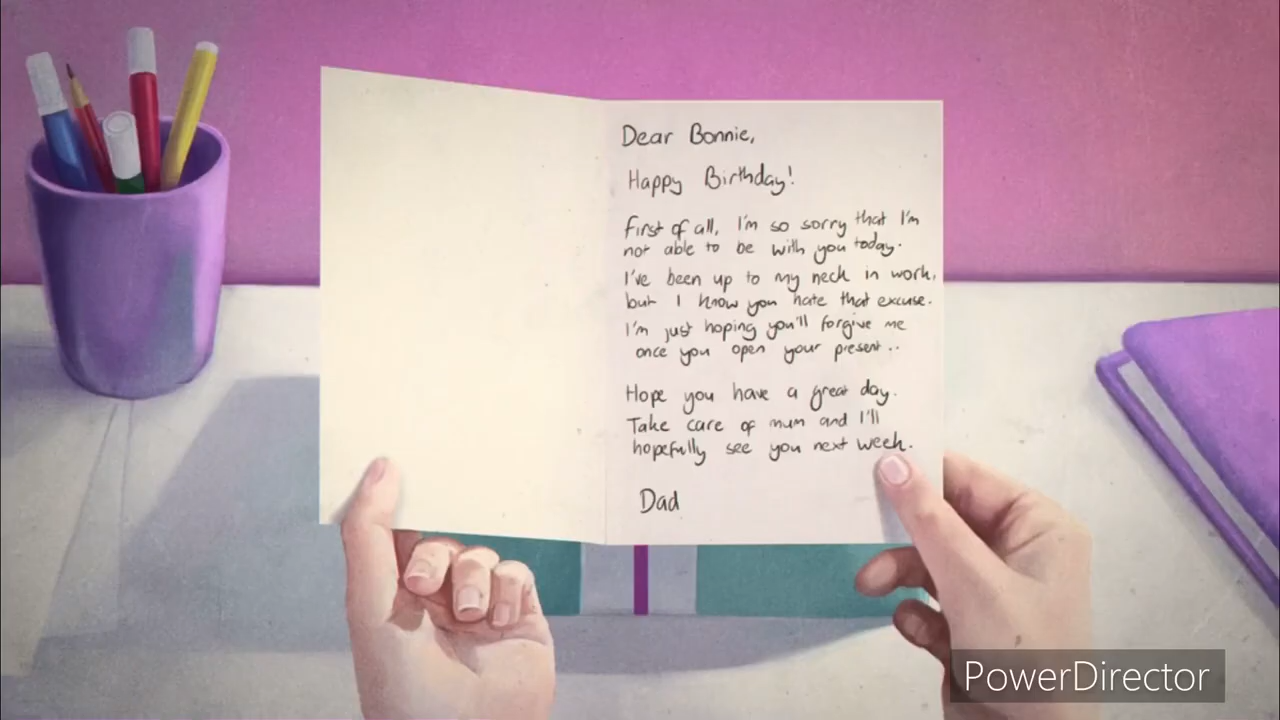 Dear Bonnie,
Happy Birthday!
First of all, I'm so sorry that I'm
not able to be with you today.
I've been up to my neck in work,
but I know you hate that excuse.
I'm just hoping you'll forgive me
once you open your present..
Hope you have a great day.
Take care of mum and I'll
hopefully see you next week.
Dad
PowerDirector